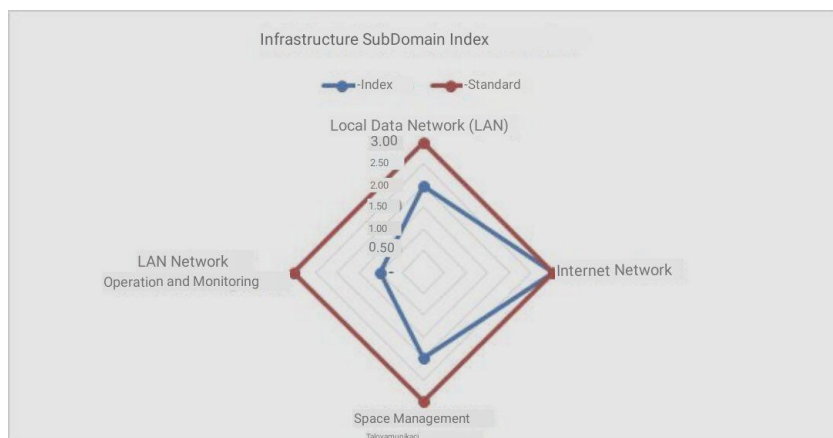 Infrastructure SubDomain Index
-Index
-Standard
Local Data Network (LAN)
3.00
2.50
2.00
1.50
1.00
0.50
-
LAN Network
Operation and Monitoring
Internet Network
Space Management